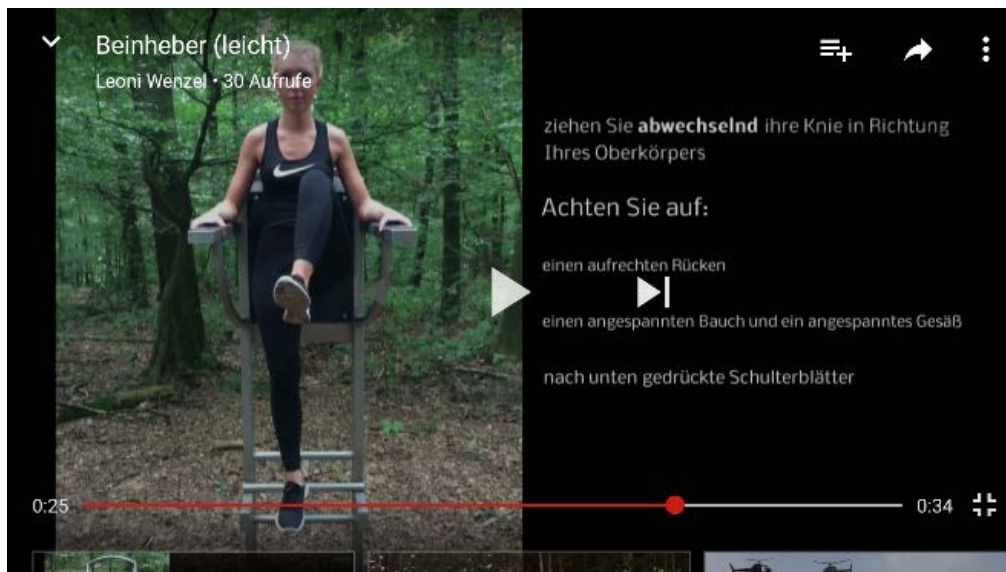 Beinheber (leicht)
Leoni Wenzel • 30 Aufrufe
ziehen Sie abwechselnd ihre Knie in Richtung
Ihres Oberkörpers
Achten Sie auf:
einen aufrechten Rücken
einen angespannten Bauch und ein angespanntes Gesäß
nach unten gedrückte Schulterblätter
0:25
0:34